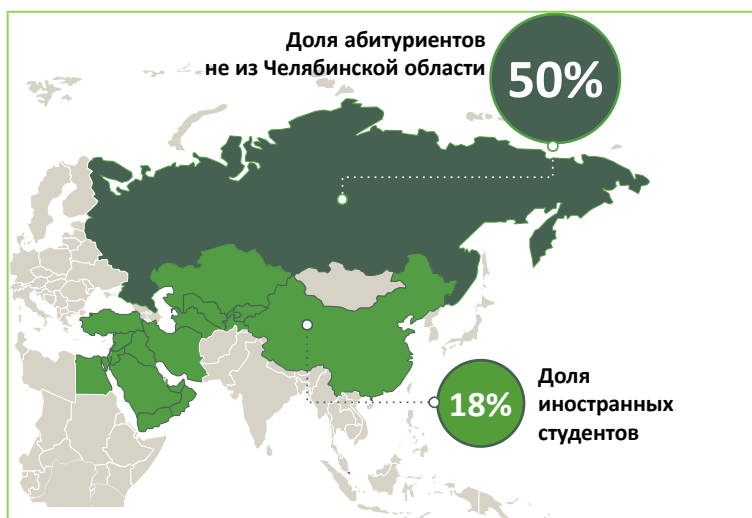 Доля абитуриентов
не из Челябинской области
50%
18%
Доля
иностранных
студентов